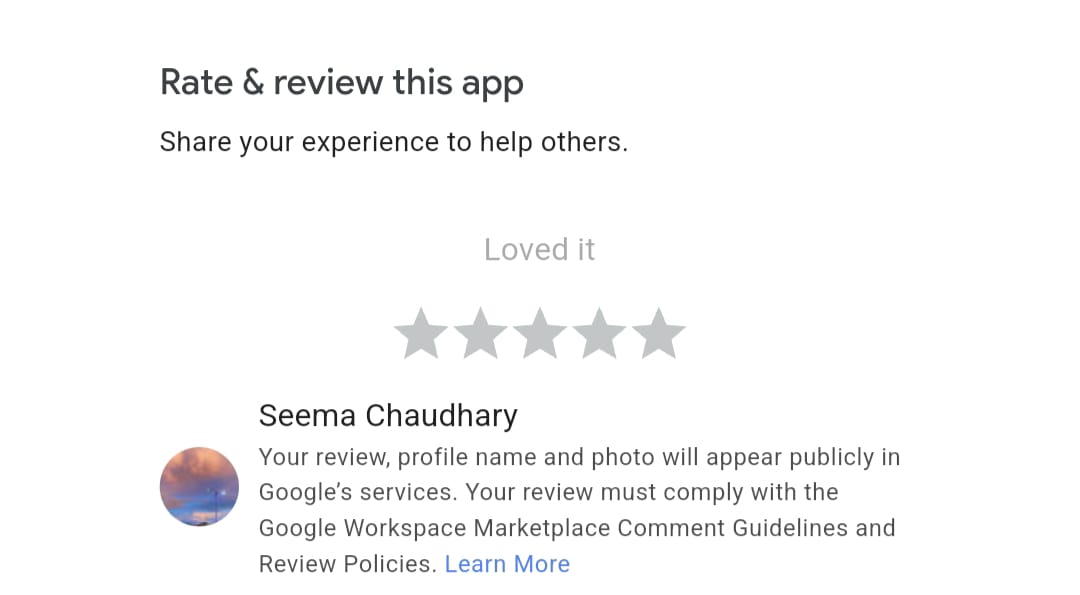 Rate & review this app
Share your experience to help others.
Loved it
Seema Chaudhary
Your review, profile name and photo will appear publicly in
Google’s services. Your review must comply with the
Google Workspace Marketplace Comment Guidelines and
Review Policies. Learn More